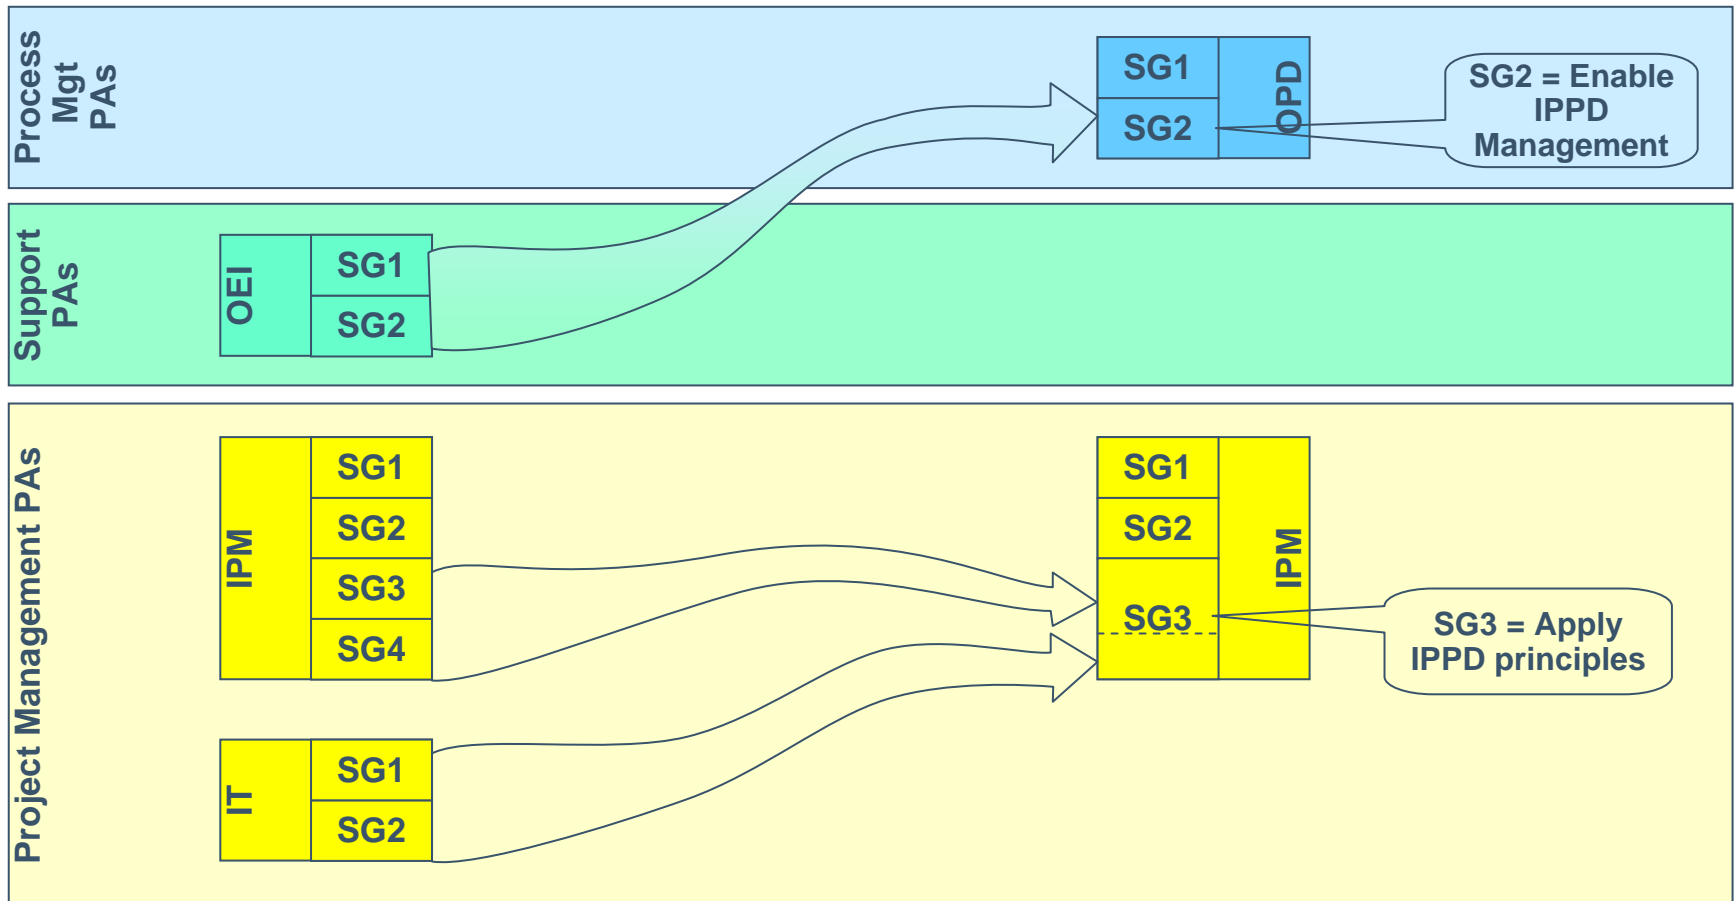 Process
Mgt
PAs
SG1
SG2
OPD
SG2 = Enable
IPPD
Management
Support
PAs
OEI
SG1
SG2
Project Management PAs
IPM
SG1
SG2
SG3
SG4
SG1
SG2
SG3
IPM
SG3 = Apply
IPPD principles
IT
SG1
SG2